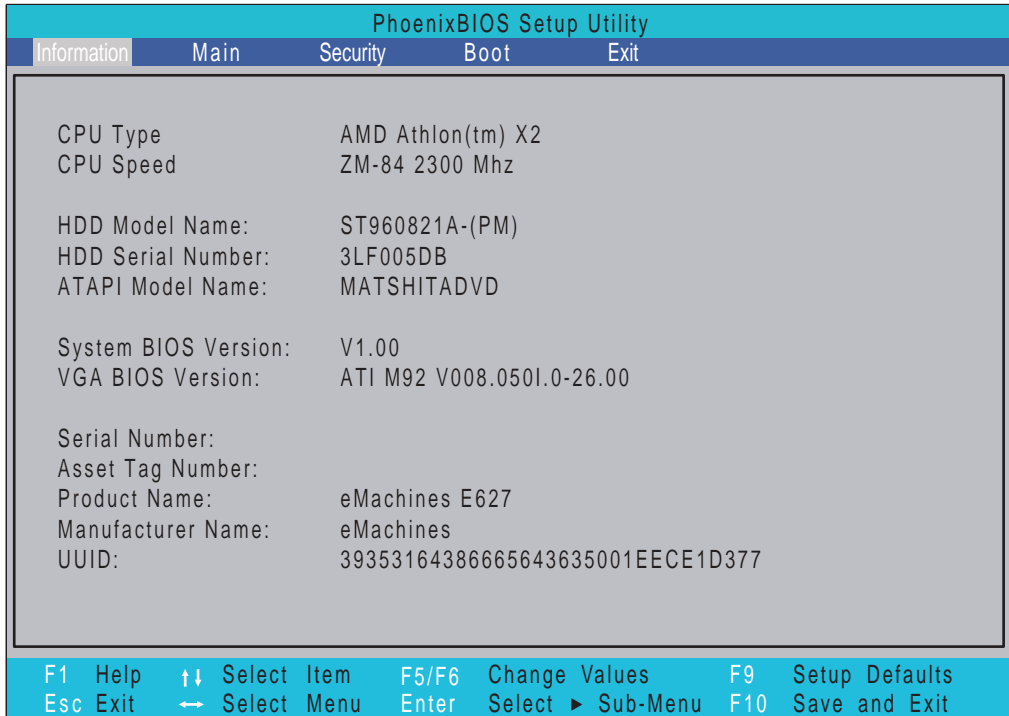 PhoenixBIOS Setup Utility
Information Main Security Boot Exit
CPU Type AMD Athlon(tm) X2
CPU Speed ZM-84 2300 Mhz
HDD Model Name: ST960821A-(PM)
HDD Serial Number: 3LF005DB
ATAPI Model Name: MATSHITADVD
System BIOS Version: V1.00
VGA BIOS Version: ATI M92 V008.050I.0-26.00
Serial Number:
Asset Tag Number:
Product Name: eMachines E627
Manufacturer Name: eMachines
UUID: 39353164386665643635001EECE1D377
F1 Help ↑↓ Select Item F5/F6 Change Values F9 Setup Defaults
Esc Exit ↔ Select Menu Enter Select ► Sub-Menu F10 Save and Exit